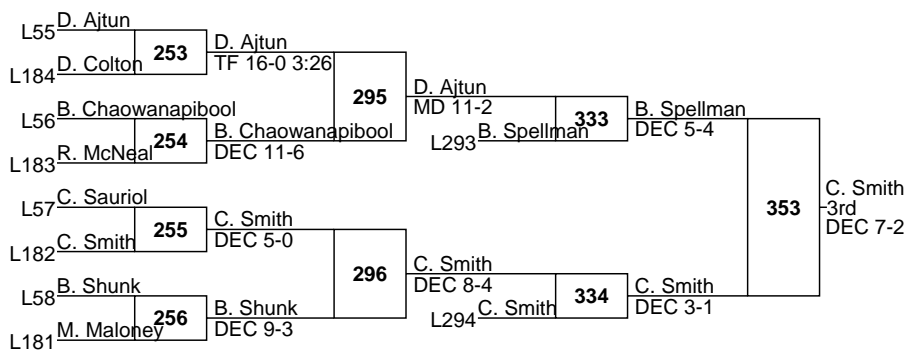 D. Ajtun
L55
253
D. Ajtun
TF 16-0 3:26
D. Colton
L184
295
D. Ajtun
MD 11-2
B. Chaowanapibool
L56
254
B. Chaowanapibool
DEC 11-6
R. McNeal
L183
333
B. Spellman
L293
B. Spellman
DEC 5-4
C. Sauriol
L57
255
C. Smith
DEC 5-0
C. Smith
L182
296
C. Smith
DEC 8-4
B. Shunk
L58
256
B. Shunk
DEC 9-3
M. Maloney
L181
334
C. Smith
L294
C. Smith
DEC 3-1
353
C. Smith
3rd
DEC 7-2